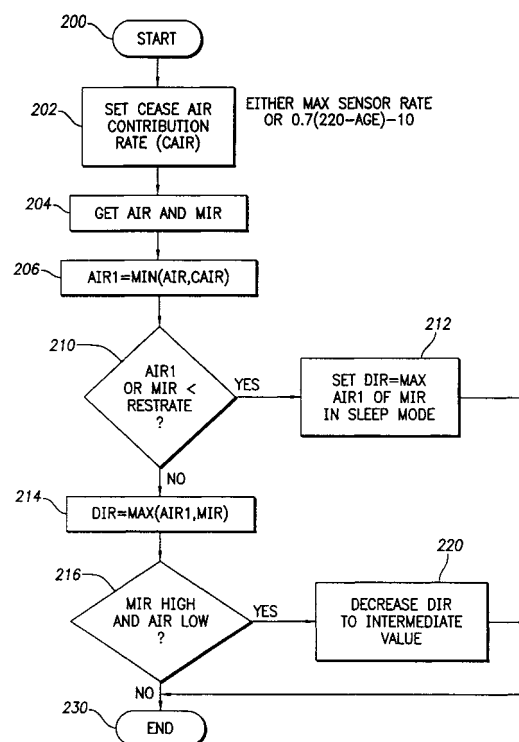 200
START
202
SET CEASE AIR
CONTRIBUTION
RATE (CAIR)
EITHER MAX SENSOR RATE
OR 0.7(220-AGE)-10
204
GET AIR AND MIR
206
AIR1=MIN(AIR,CAIR)
210
AIR1
OR MIR <
RESTRATE
?
YES
212
SET DIR=MAX
AIR1 OF MIR
IN SLEEP MODE
NO
214
DIR=MAX(AIR1,MIR)
216
MIR HIGH
AND AIR LOW
?
YES
220
DECREASE DIR
TO INTERMEDIATE
VALUE
NO
230
END